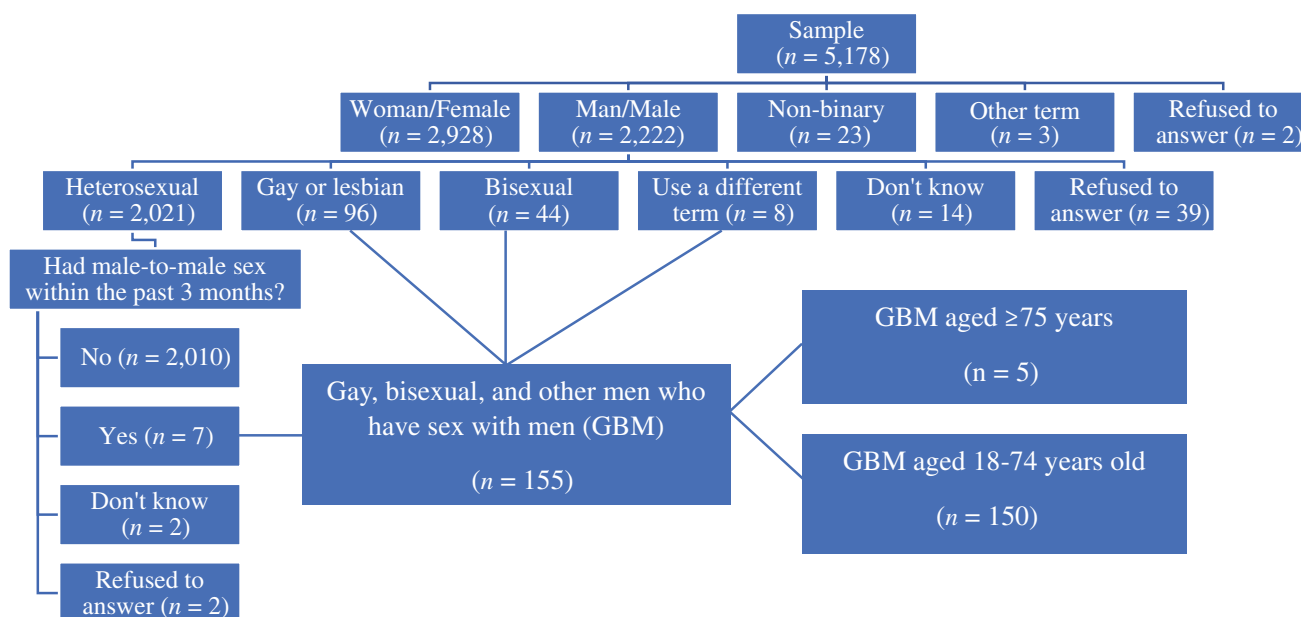 Sample
(n = 5,178)
Woman/Female
(n = 2,928)
Man/Male
(n = 2,222)
Non-binary
(n = 23)
Other term
(n = 3)
Refused to
answer (n = 2)
Heterosexual
(n = 2,021)
Gay or lesbian
(n = 96)
Bisexual
(n = 44)
Use a different
term (n = 8)
Don't know
(n = 14)
Refused to
answer (n = 39)
Had male-to-male sex
within the past 3 months?
No (n = 2,010)
Yes (n = 7)
Don't know
(n = 2)
Refused to
answer (n = 2)
Gay, bisexual, and other men who
have sex with men (GBM)
(n = 155)
GBM aged ≥75 years
(n = 5)
GBM aged 18-74 years old
(n = 150)